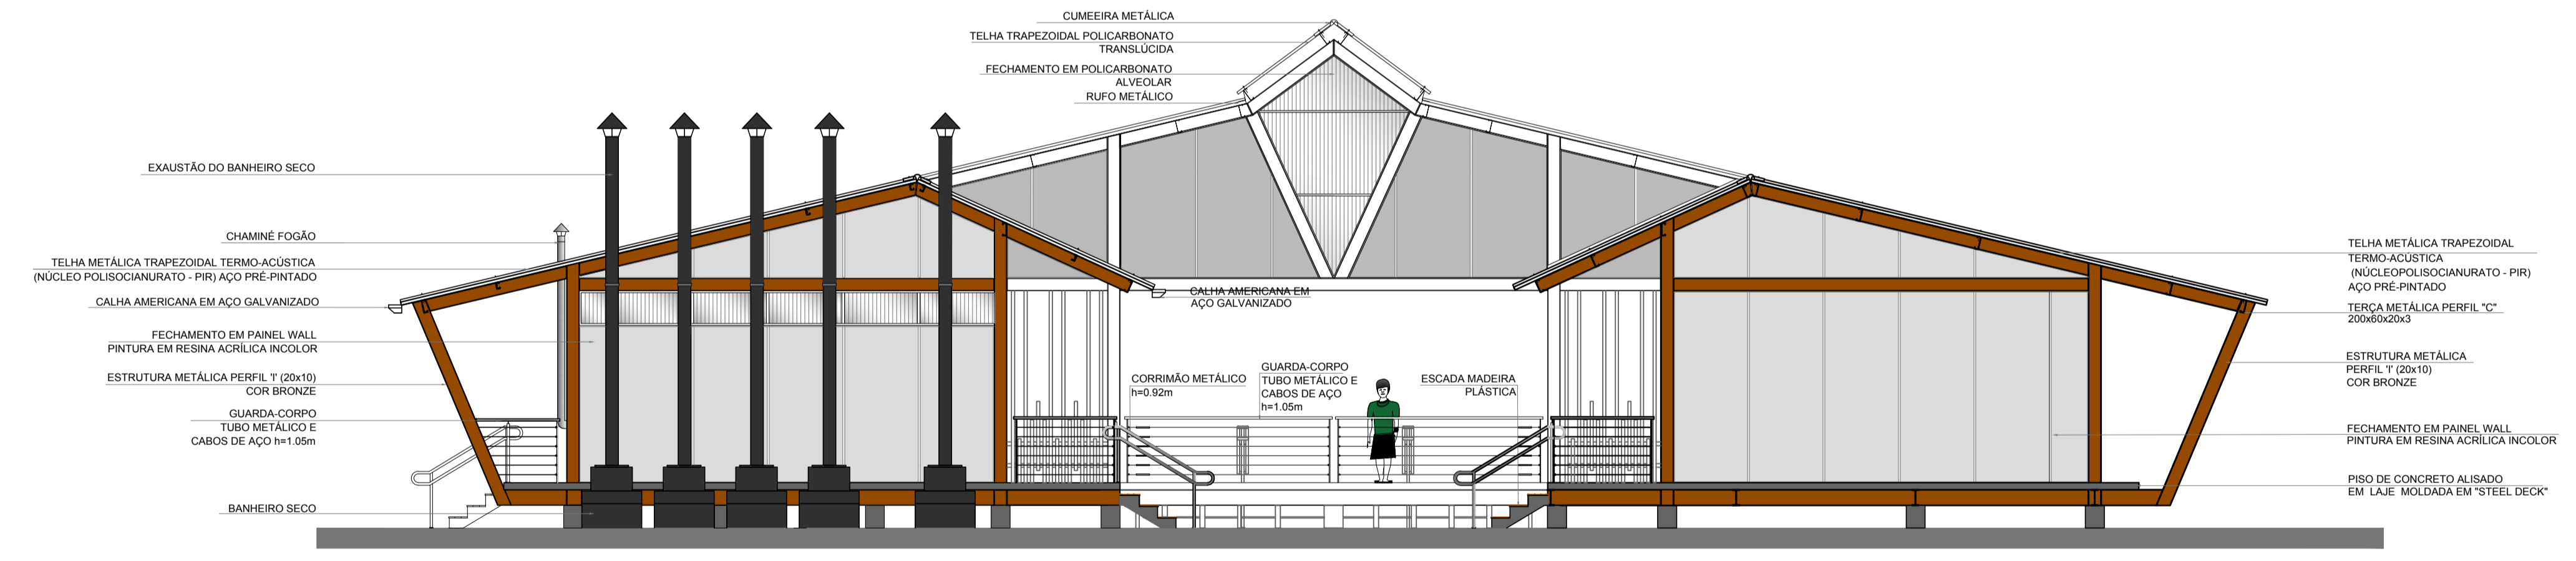 CUMEEIRA METÁLICA
TELHA TRAPEZOIDAL POLICARBONATO
TRANSLÚCIDA
FECHAMENTO EM POLICARBONATO
ALVEOLAR
RUFO METÁLICO
EXAUSTÃO DO BANHEIRO SECO
CHAMINÉ FOGÃO
TELHA METÁLICA TRAPEZOIDAL TERMO-ACÚSTICA
(NÚCLEO POLISOCIANURATO - PIR) AÇO PRÉ-PINTADO
CALHA AMERICANA EM AÇO GALVANIZADO
FECHAMENTO EM PAINEL WALL
PINTURA EM RESINA ACRÍLICA INCOLOR
ESTRUTURA METÁLICA PERFIL 'I' (20x10)
COR BRONZE
GUARDA-CORPO
TUBO METÁLICO E
CABOS DE AÇO h=1.05m
BANHEIRO SECO
CALHA AMERICANA EM
AÇO GALVANIZADO
CORRIMÃO METÁLICO
h=0.92m
GUARDA-CORPO
TUBO METÁLICO E
CABOS DE AÇO
h=1.05m
ESCADA MADEIRA
PLÁSTICA
TELHA METÁLICA TRAPEZOIDAL
TERMO-ACÚSTICA
(NÚCLEOPOLISOCIANURATO - PIR)
AÇO PRÉ-PINTADO
TERÇA METÁLICA PERFIL "C"
200x60x20x3
ESTRUTURA METÁLICA
PERFIL 'I' (20x10)
COR BRONZE
FECHAMENTO EM PAINEL WALL
PINTURA EM RESINA ACRÍLICA INCOLOR
PISO DE CONCRETO ALISADO
EM LAJE MOLDADA EM "STEEL DECK"